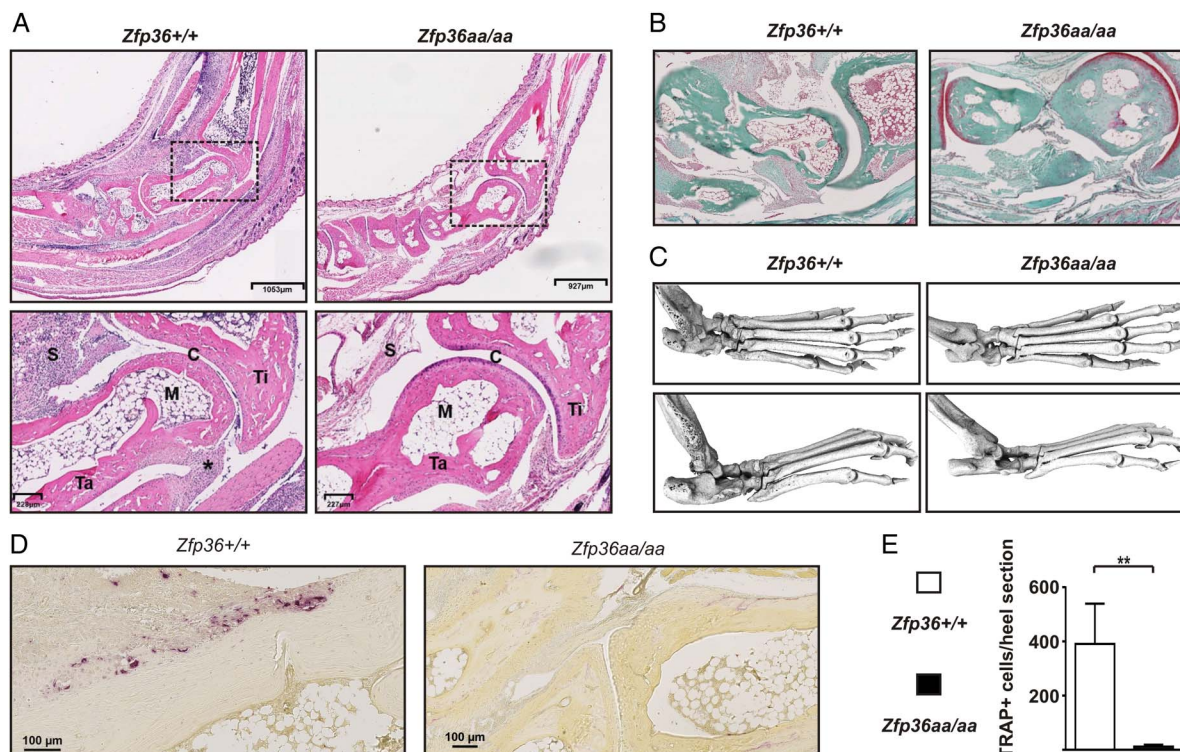 A
Zfp36+/+
Zfp36aa/aa
1053µm
927µm
S
C
Ti
M
Ta
*
228µm
S
C
M
Ti
Ta
227µm
B
Zfp36+/+
Zfp36aa/aa
C
Zfp36+/+
Zfp36aa/aa
D
Zfp36+/+
Zfp36aa/aa
100 µm
100 µm
E
Zfp36+/+
Zfp36aa/aa
TRAP+ cells/heel section
**
600
400
200